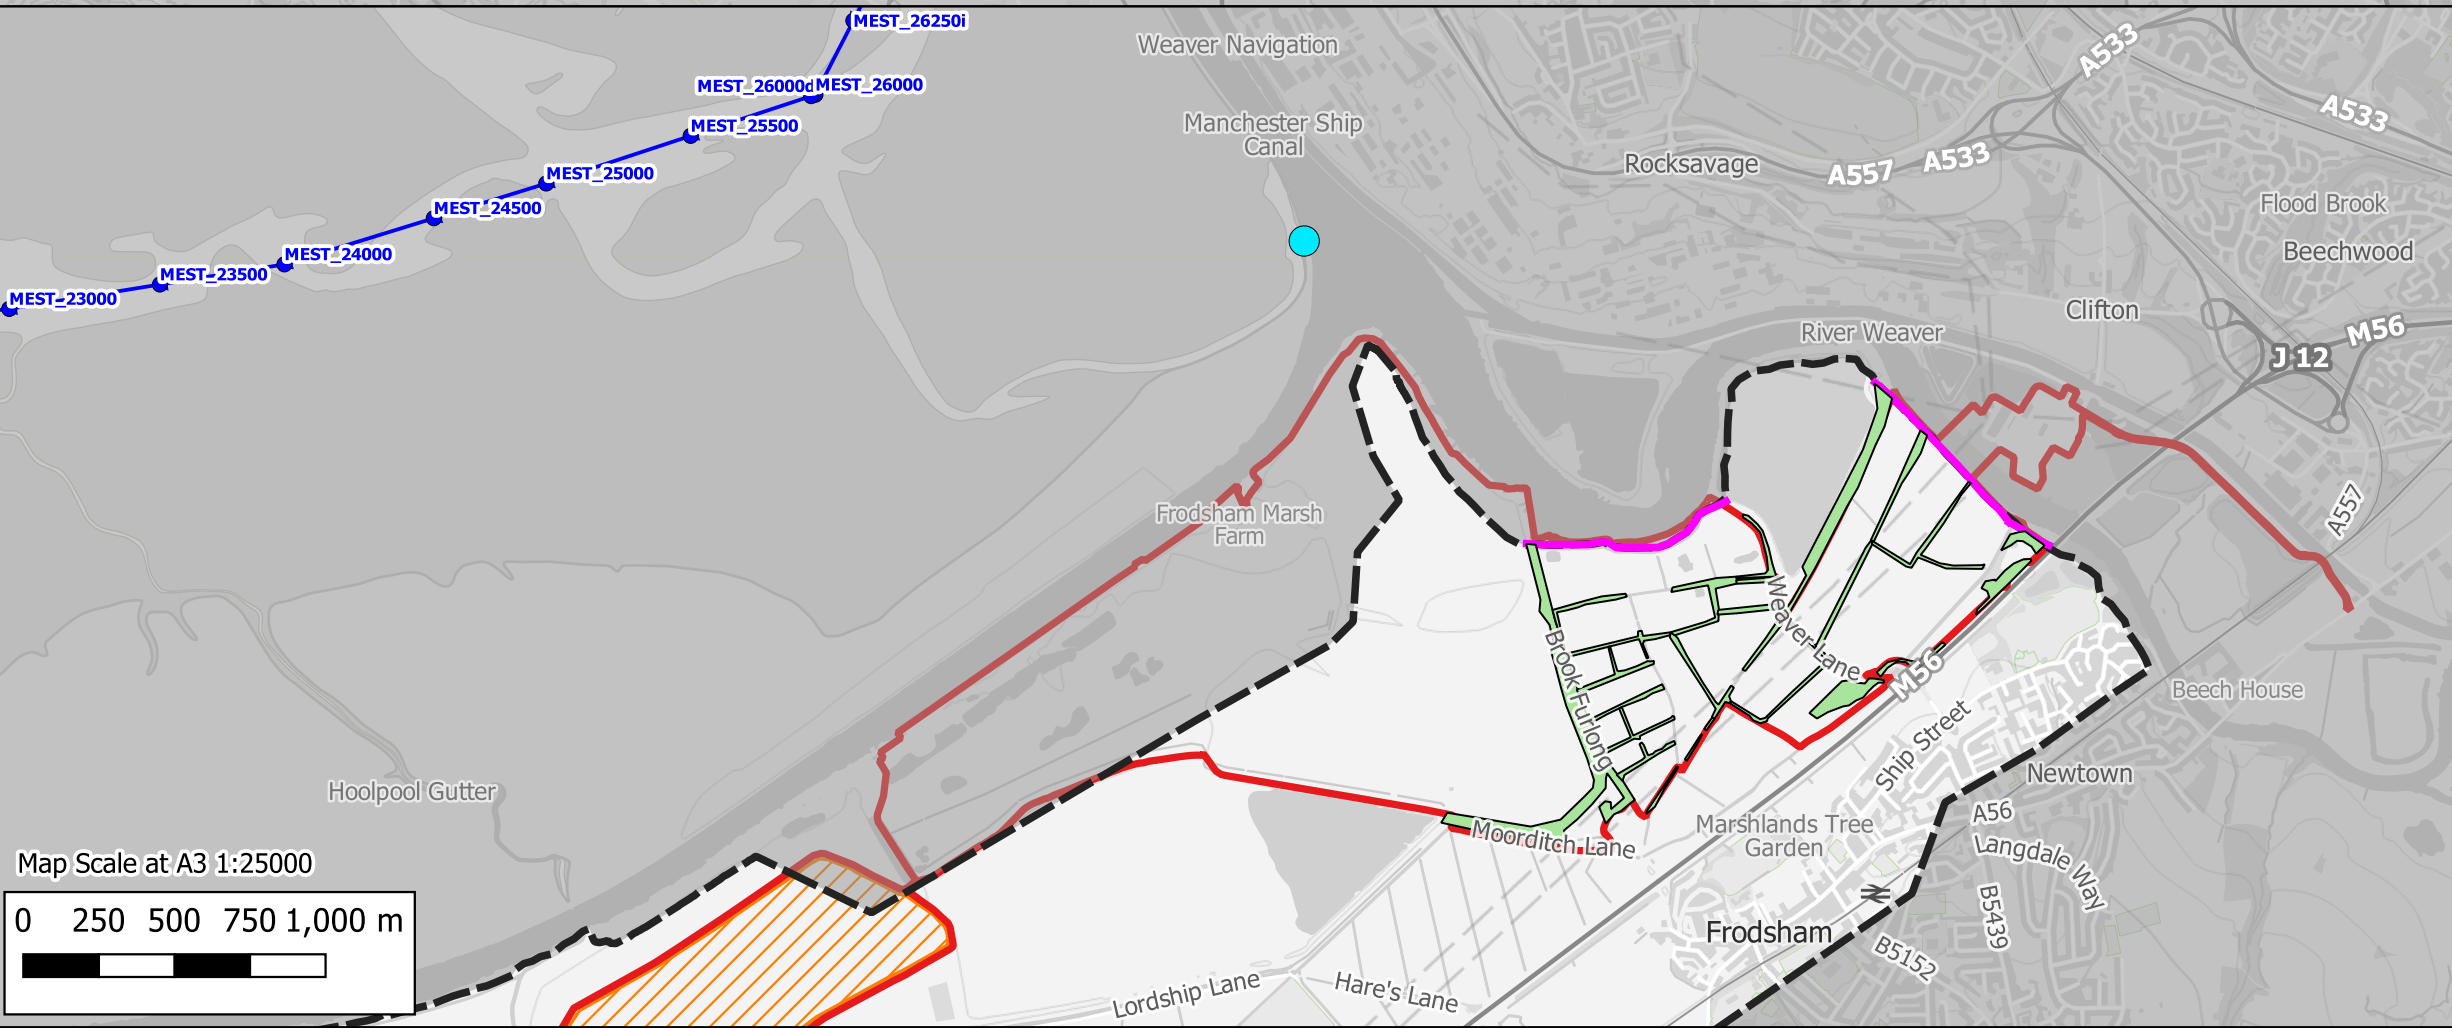 MEST_26250i
Weaver Navigation
A533
MEST_26000d
MEST_26000
A533
MEST_25500
Manchester Ship
Canal
Rocksavage
A557
A533
MEST_25000
MEST_24500
Flood Brook
Beechwood
MEST_24000
MEST_23500
MEST_23000
Clifton
River Weaver
M56
J 12
Frodsham Marsh
Farm
A557
Weaver Lane
Brook Furlong
M56
Beech House
Ship Street
Newtown
Hoolpool Gutter
A56
Marshlands Tree
Garden
Moorditch Lane
Langdale Way
Map Scale at A3 1:25000
0 250 500 750 1,000 m
B5439
Frodsham
B5152
Lordship Lane
Hare's Lane